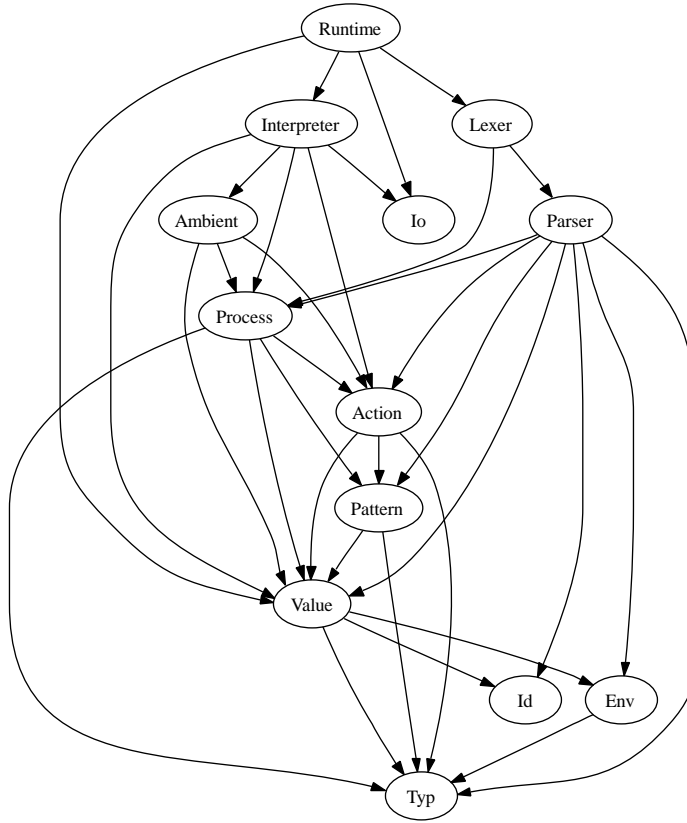 Runtime
Interpreter
Lexer
Ambient
Io
Parser
Process
Action
Pattern
Value
Id
Env
Typ